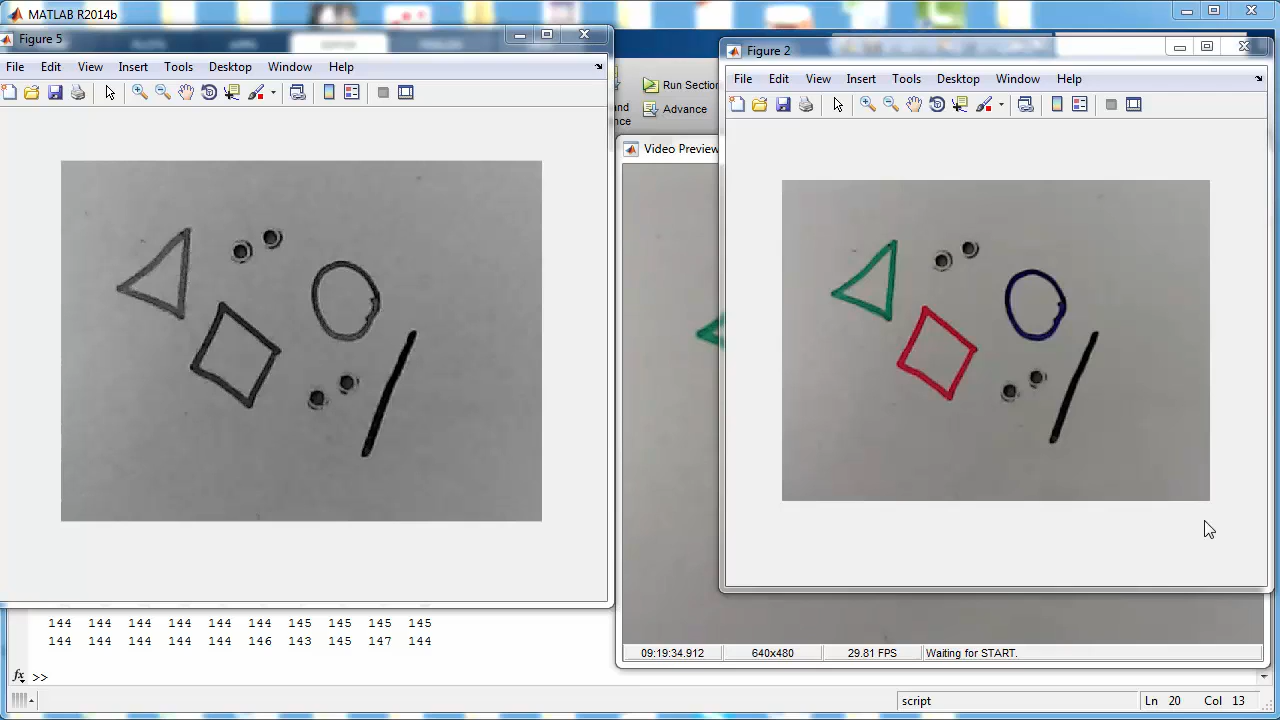 MATLAB R2014b
Figure 5
File Edit View Insert Tools Desktop Window Help
Run Section
Advance
Video Preview
Figure 2
File Edit View Insert Tools Desktop Window Help
144 144 144 144 144 144 145 145 145 145
144 144 144 144 144 146 143 145 147 144
fx >>
09:19:34.912 640x480 29.81 FPS Waiting for START.
script Ln 20 Col 13